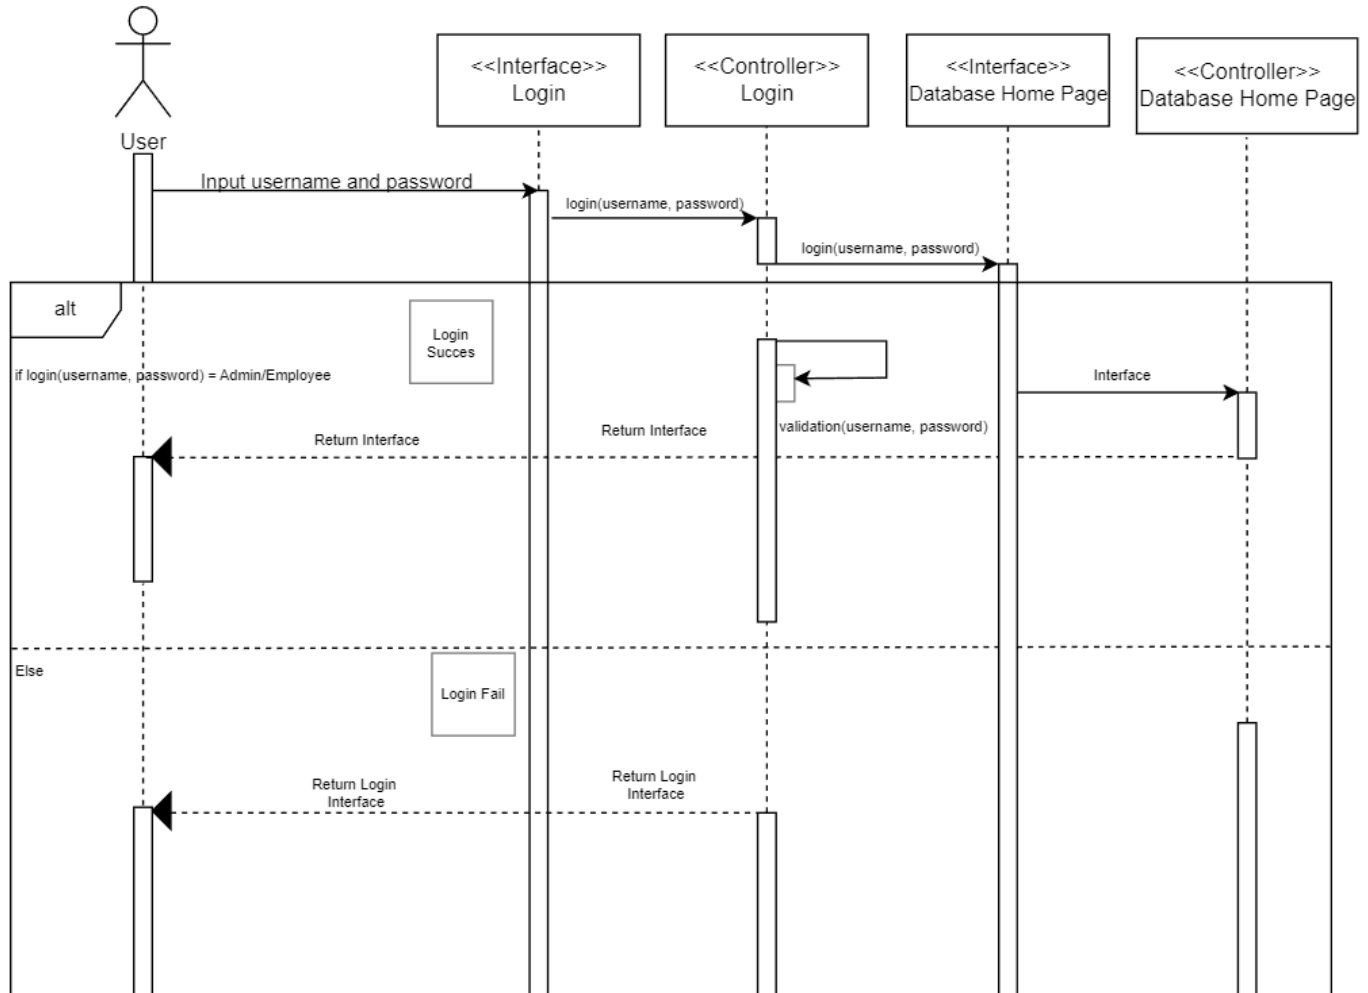 <<Interface>>
Login
<<Controller>>
Login
<<Interface>>
Database Home Page
<<Controller>>
Database Home Page
User
Input username and password
login(username, password)
login(username, password)
alt
Login
Succes
if login(username, password) = Admin/Employee
Interface
validation(username, password)
Return Interface
Return Interface
Else
Login Fail
Return Login
Interface
Return Login
Interface